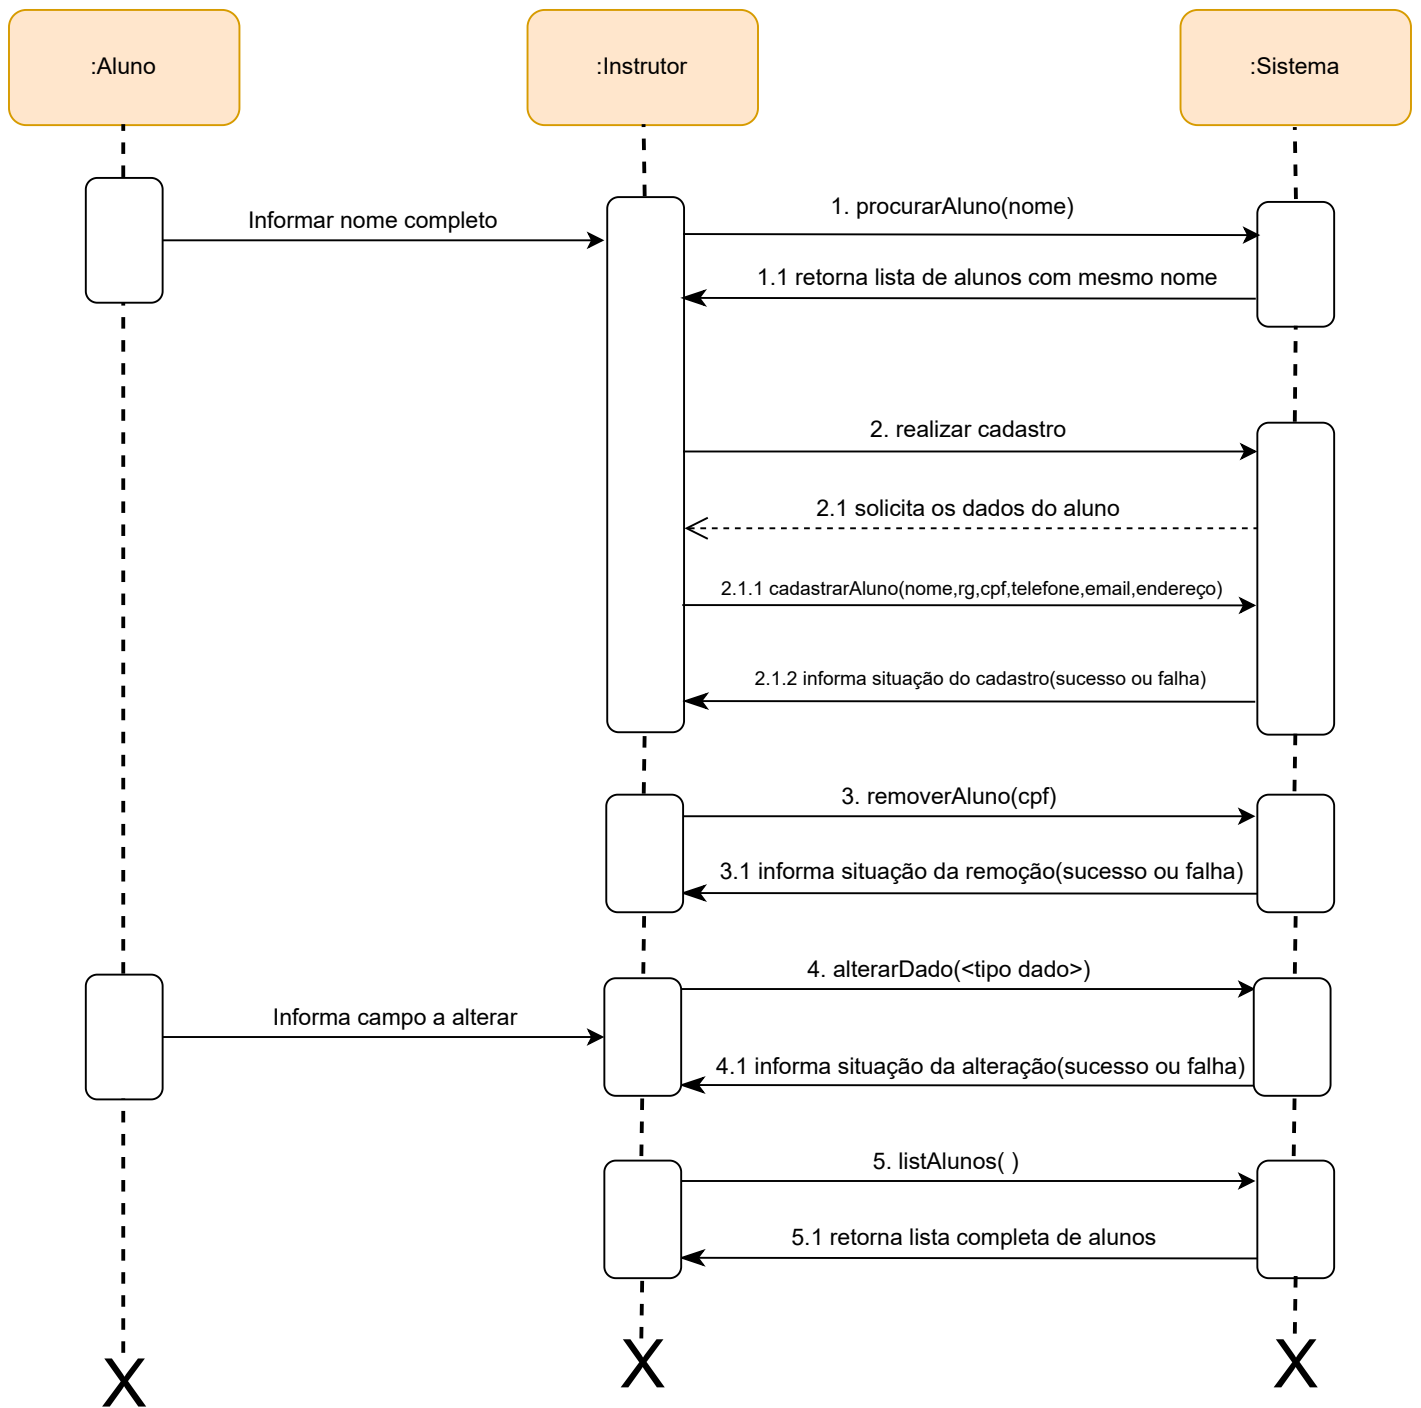 :Aluno
:Instrutor
:Sistema
Informar nome completo
1. procurarAluno(nome)
1.1 retorna lista de alunos com mesmo nome
2. realizar cadastro
2.1 solicita os dados do aluno
2.1.1 cadastrarAluno(nome,rg,cpf,telefone,email,endereço)
2.1.2 informa situação do cadastro(sucesso ou falha)
3. removerAluno(cpf)
3.1 informa situação da remoção(sucesso ou falha)
4. alterarDado(<tipo dado>)
Informa campo a alterar
4.1 informa situação da alteração(sucesso ou falha)
5. listAlunos( )
5.1 retorna lista completa de alunos
X
X
X